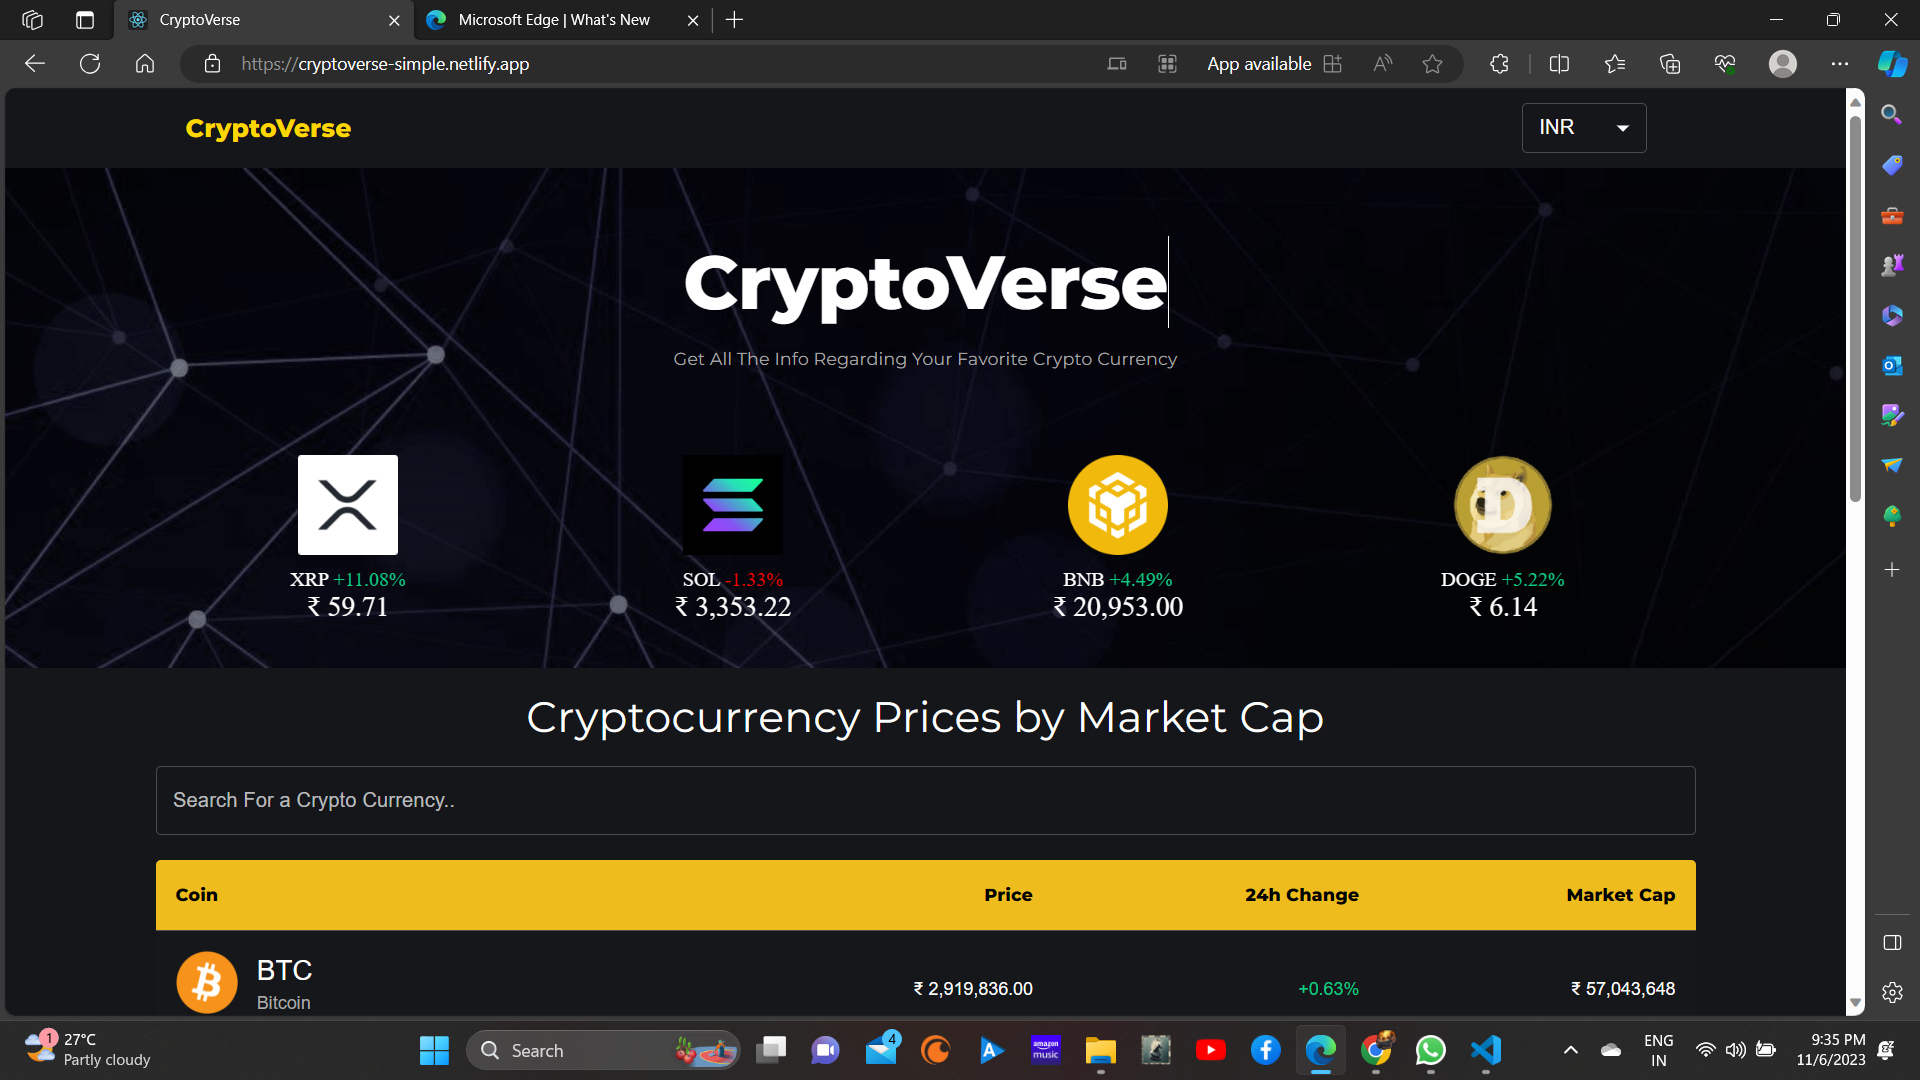 CryptoVerse
Microsoft Edge | What's New
https://cryptoverse-simple.netlify.app
App available
CryptoVerse
INR
CryptoVerse
Get All The Info Regarding Your Favorite Crypto Currency
XRP +11.08%
₹ 59.71
SOL -1.33%
₹ 3,353.22
BNB +4.49%
₹ 20,953.00
DOGE +5.22%
₹ 6.14
Cryptocurrency Prices by Market Cap
Search For a Crypto Currency..
Coin Price 24h Change Market Cap
BTC
Bitcoin
₹ 2,919,836.00 +0.63% ₹ 57,043,648
1
27°C
Partly cloudy
Search
4
amazon
music
ENG
IN
9:35 PM
11/6/2023